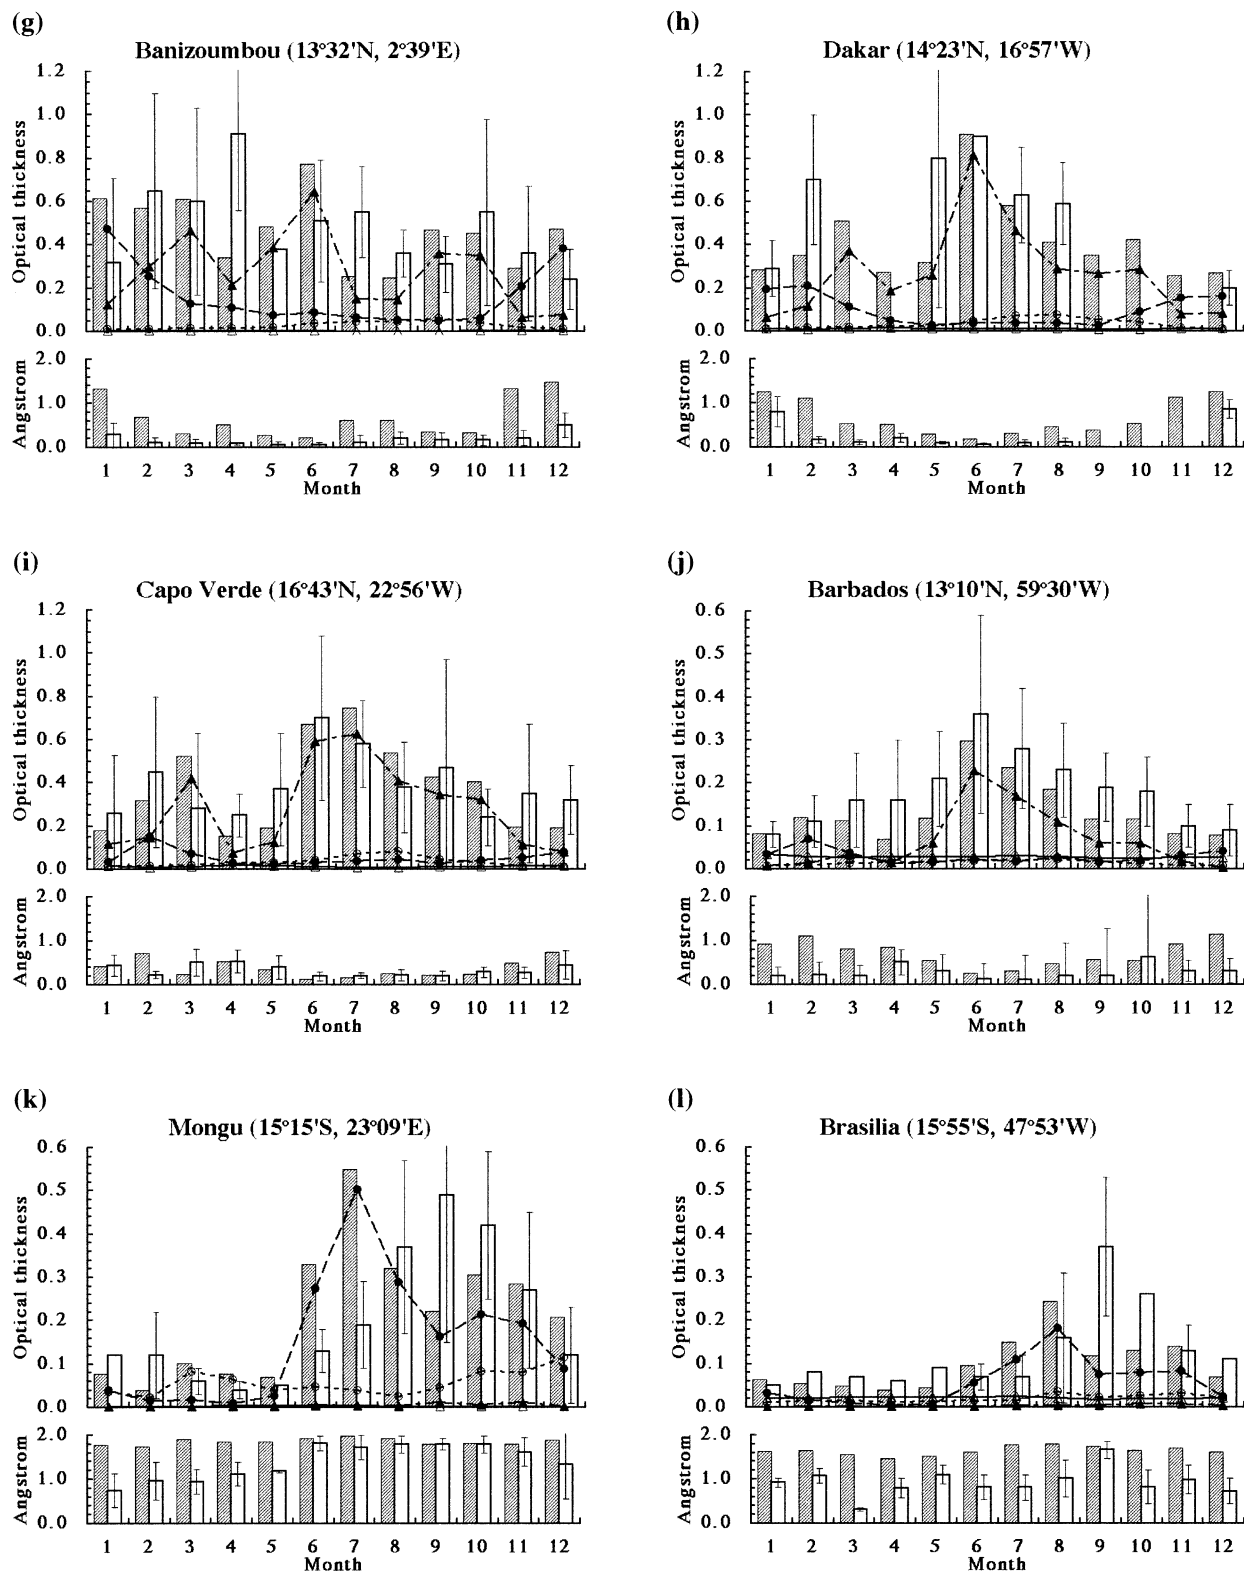 (g)
Banizoumbou (13°32'N, 2°39'E)
Optical thickness
1.2
1.0
0.8
0.6
0.4
0.2
0.0
Angstrom
2.0
1.0
0.0
1 2 3 4 5 6 7 8 9 10 11 12
Month
(h)
Dakar (14°23'N, 16°57'W)
Optical thickness
1.2
1.0
0.8
0.6
0.4
0.2
0.0
Angstrom
2.0
1.0
0.0
1 2 3 4 5 6 7 8 9 10 11 12
Month
(i)
Capo Verde (16°43'N, 22°56'W)
Optical thickness
1.2
1.0
0.8
0.6
0.4
0.2
0.0
Angstrom
2.0
1.0
0.0
1 2 3 4 5 6 7 8 9 10 11 12
Month
(j)
Barbados (13°10'N, 59°30'W)
Optical thickness
0.6
0.5
0.4
0.3
0.2
0.1
0.0
Angstrom
2.0
1.0
0.0
1 2 3 4 5 6 7 8 9 10 11 12
Month
(k)
Mongu (15°15'S, 23°09'E)
Optical thickness
0.6
0.5
0.4
0.3
0.2
0.1
0.0
Angstrom
2.0
1.0
0.0
1 2 3 4 5 6 7 8 9 10 11 12
Month
(l)
Brasilia (15°55'S, 47°53'W)
Optical thickness
0.6
0.5
0.4
0.3
0.2
0.1
0.0
Angstrom
2.0
1.0
0.0
1 2 3 4 5 6 7 8 9 10 11 12
Month